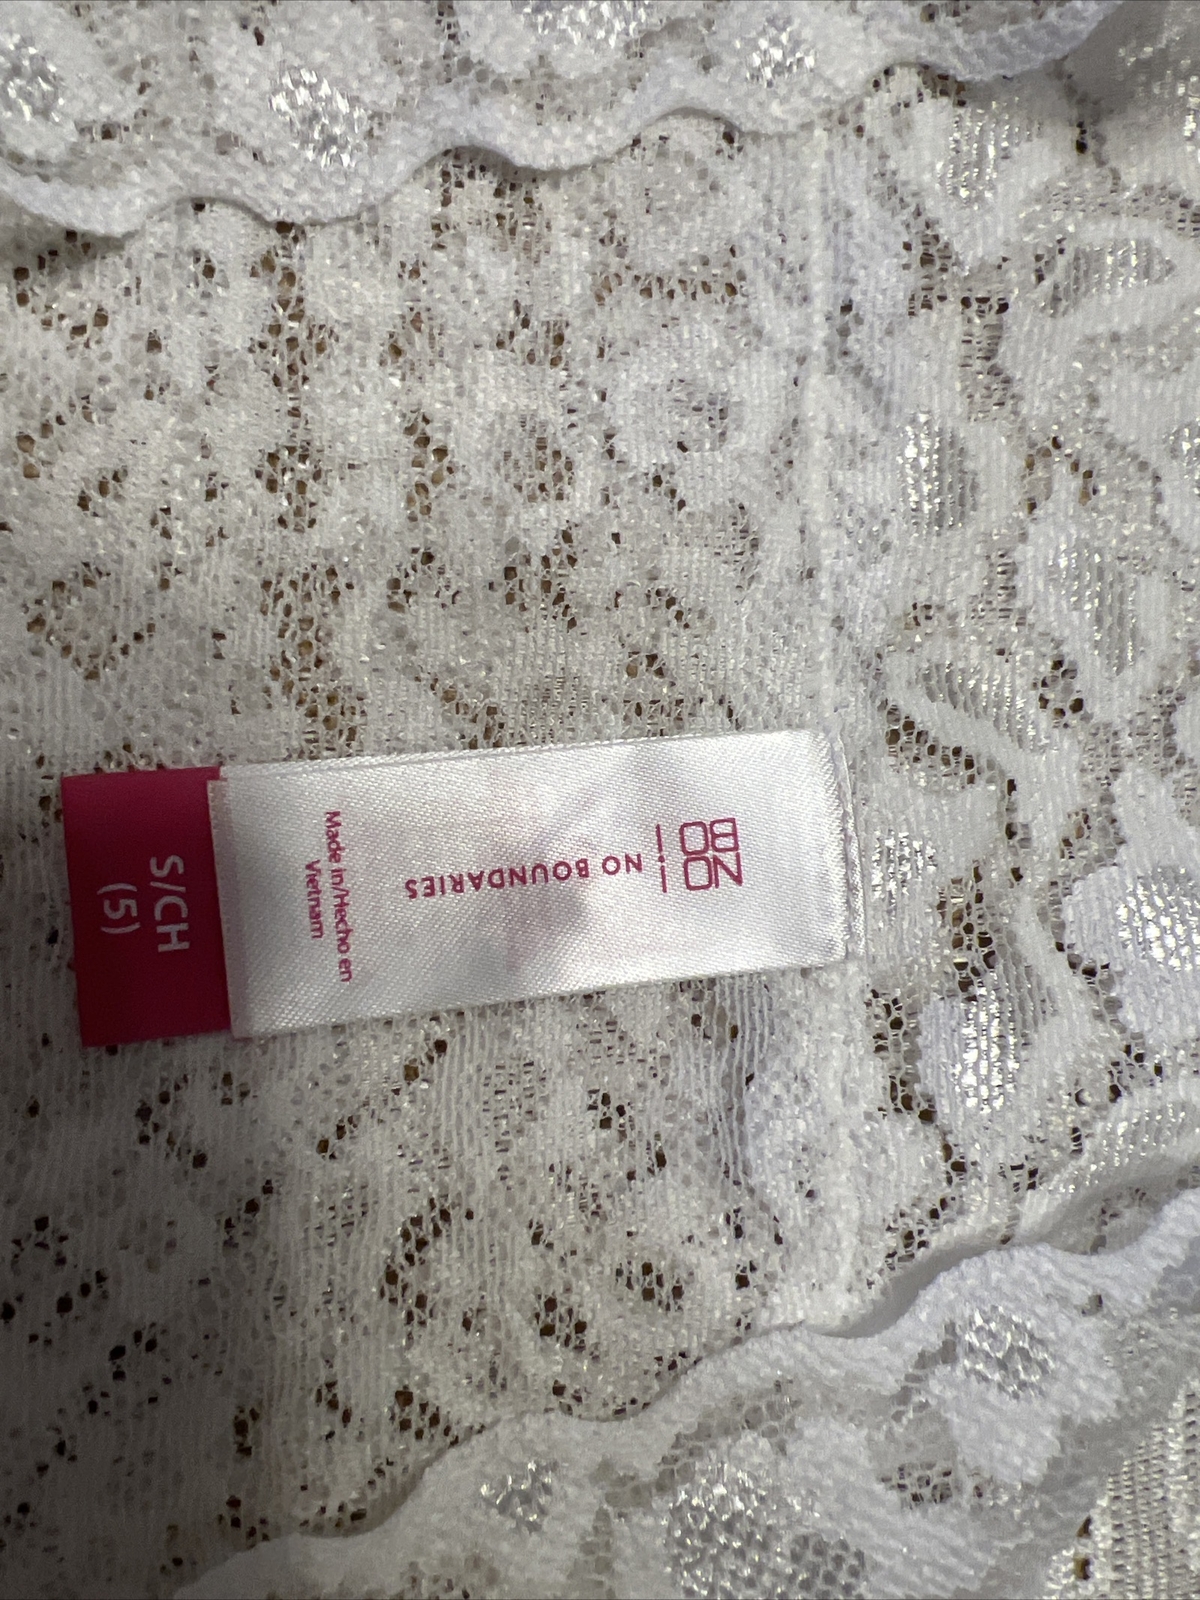 NO
BO
NO BOUNDARIES
Made in/Hecho en
Vietnam
S/CH
(5)